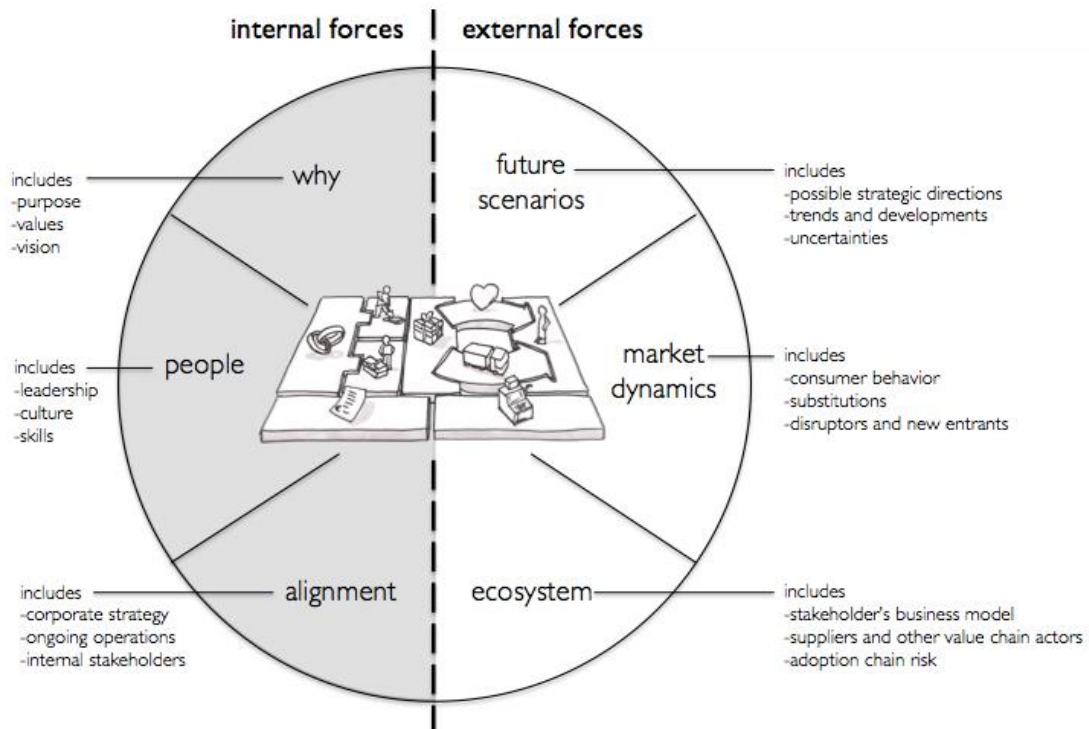 internal forces
external forces
why
includes
-purpose
-values
-vision
future
scenarios
includes
-possible strategic directions
-trends and developments
-uncertainties
people
includes
-leadership
-culture
-skills
market
dynamics
includes
-consumer behavior
-substitutions
-disruptors and new entrants
alignment
includes
-corporate strategy
-ongoing operations
-internal stakeholders
ecosystem
includes
-stakeholder's business model
-suppliers and other value chain actors
-adoption chain risk